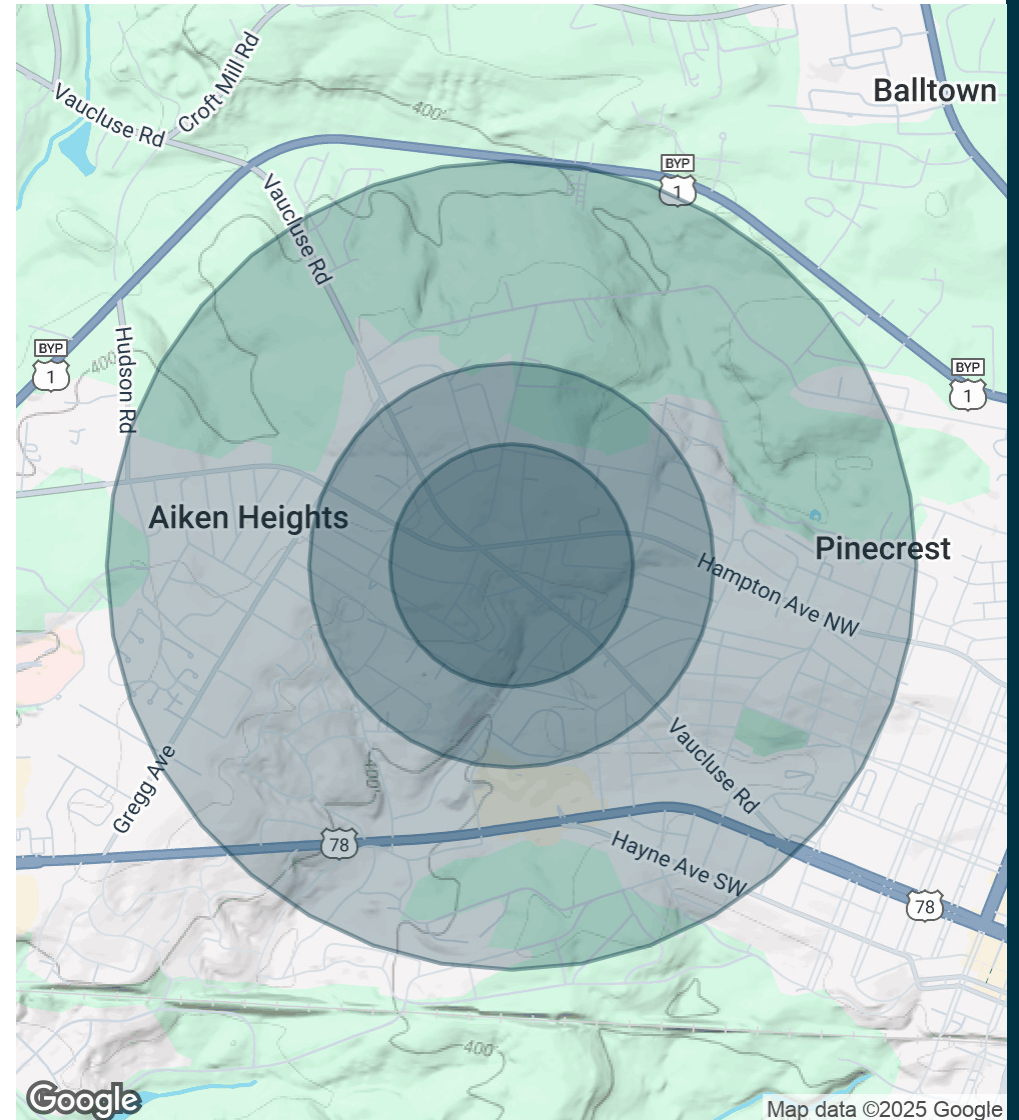 Balltown
Croft Mill Rd
Vaucluse Rd
400'
BYP
1
Vaucluse Rd
Hudson Rd
BYP
1
400'
BYP
1
Aiken Heights
Pinecrest
Hampton Ave NW
Gregg Ave
400'
Vaucluse Rd
78
Hayne Ave SW
78
400'
Google
Map data ©2025 Google